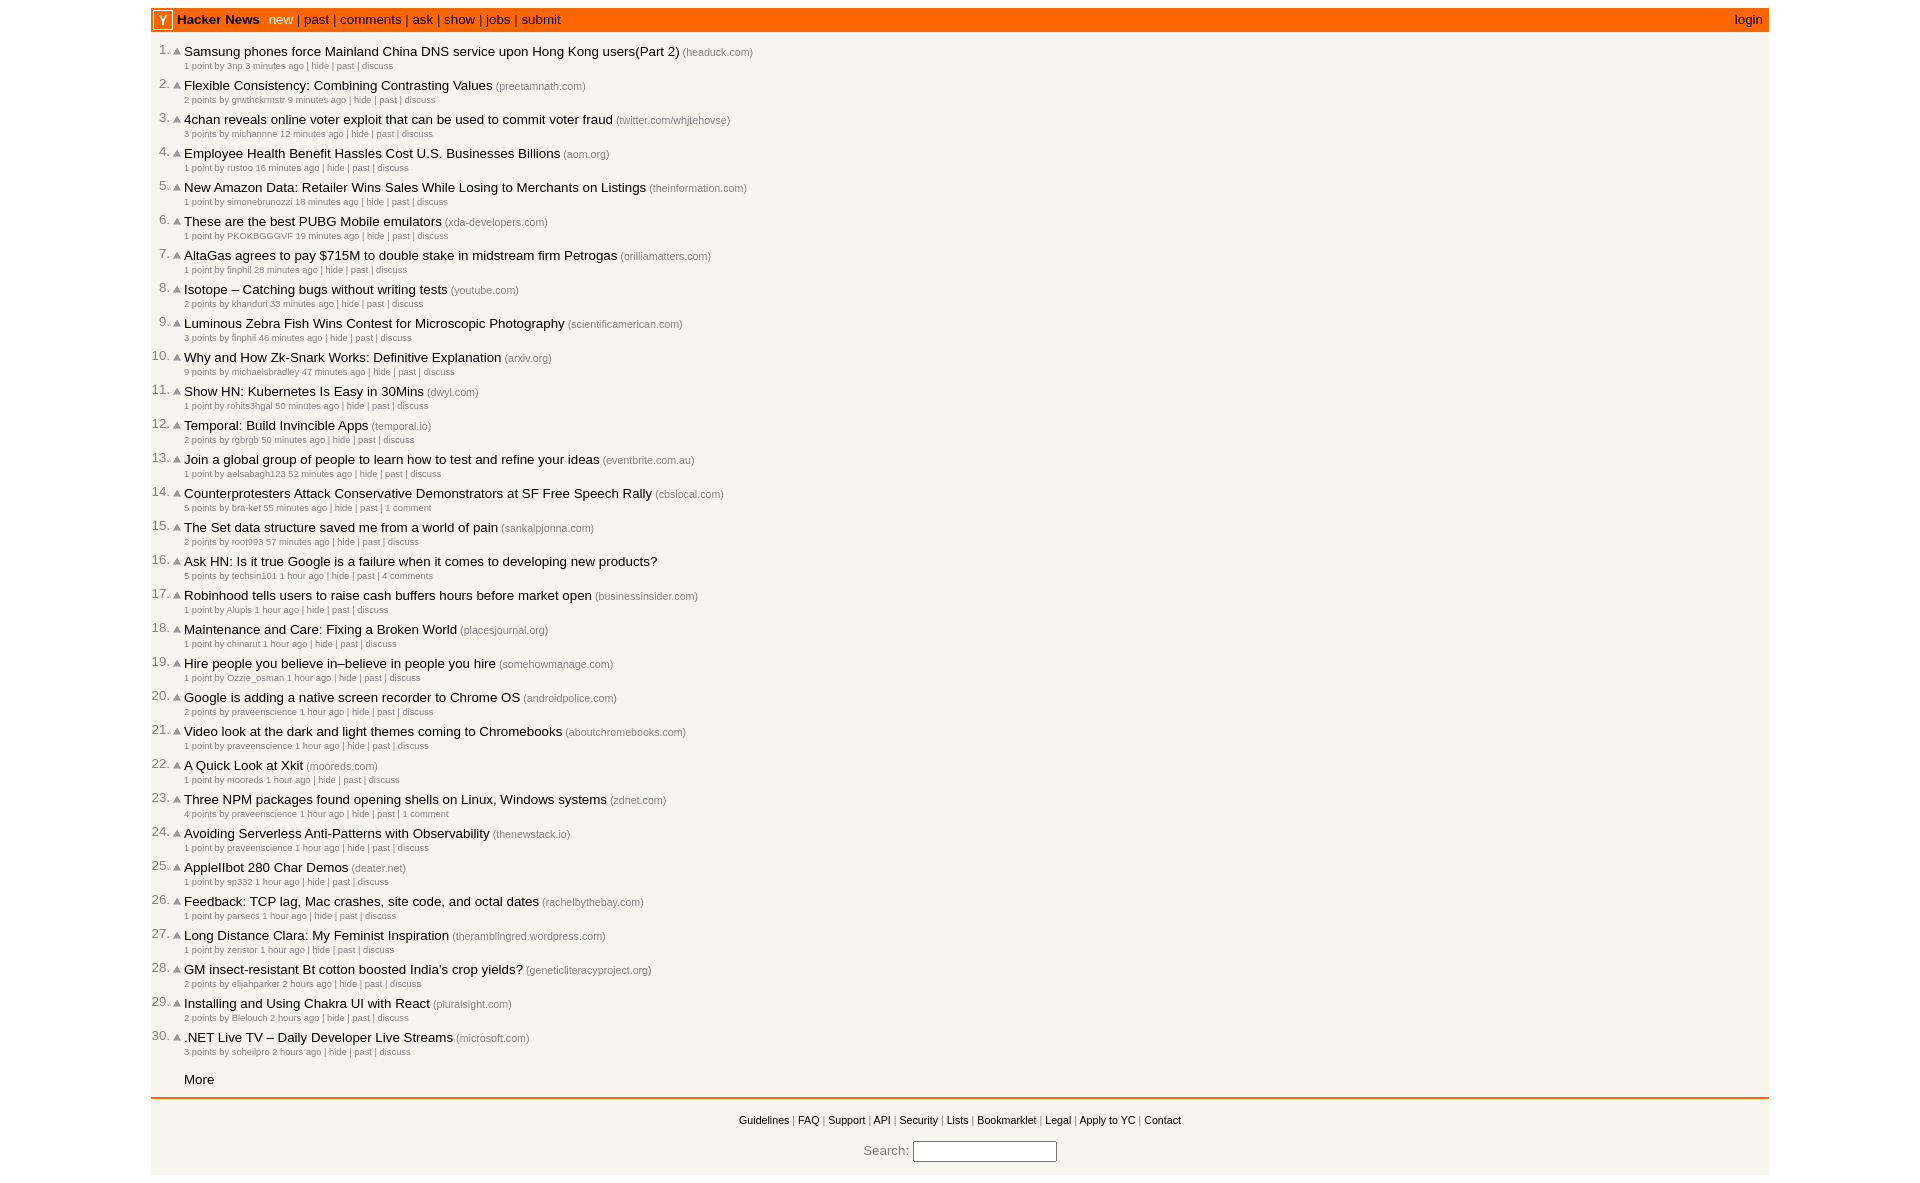 Y Hacker News new | past | comments | ask | show | jobs | submit login
1. Samsung phones force Mainland China DNS service upon Hong Kong users(Part 2) (headuck.com)
1 point by 3np 3 minutes ago | hide | past | discuss
2. Flexible Consistency: Combining Contrasting Values (preetamnath.com)
2 points by grwthckrmstr 9 minutes ago | hide | past | discuss
3. 4chan reveals online voter exploit that can be used to commit voter fraud (twitter.com/whjtehovse)
3 points by michannne 12 minutes ago | hide | past | discuss
4. Employee Health Benefit Hassles Cost U.S. Businesses Billions (aom.org)
1 point by rustoo 16 minutes ago | hide | past | discuss
5. New Amazon Data: Retailer Wins Sales While Losing to Merchants on Listings (theinformation.com)
1 point by simonebrunozzi 18 minutes ago | hide | past | discuss
6. These are the best PUBG Mobile emulators (xda-developers.com)
1 point by PKOKBGGGVF 19 minutes ago | hide | past | discuss
7. AltaGas agrees to pay $715M to double stake in midstream firm Petrogas (orilliamatters.com)
1 point by finphil 28 minutes ago | hide | past | discuss
8. Isotope – Catching bugs without writing tests (youtube.com)
2 points by khanduri 33 minutes ago | hide | past | discuss
9. Luminous Zebra Fish Wins Contest for Microscopic Photography (scientificamerican.com)
3 points by finphil 46 minutes ago | hide | past | discuss
10. Why and How Zk-Snark Works: Definitive Explanation (arxiv.org)
9 points by michaelsbradley 47 minutes ago | hide | past | discuss
11. Show HN: Kubernetes Is Easy in 30Mins (dwyl.com)
1 point by rohits3hgal 50 minutes ago | hide | past | discuss
12. Temporal: Build Invincible Apps (temporal.io)
2 points by rgbrgb 50 minutes ago | hide | past | discuss
13. Join a global group of people to learn how to test and refine your ideas (eventbrite.com.au)
1 point by aelsabagh123 52 minutes ago | hide | past | discuss
14. Counterprotesters Attack Conservative Demonstrators at SF Free Speech Rally (cbslocal.com)
5 points by bra-ket 55 minutes ago | hide | past | 1 comment
15. The Set data structure saved me from a world of pain (sankalpjonna.com)
2 points by root993 57 minutes ago | hide | past | discuss
16. Ask HN: Is it true Google is a failure when it comes to developing new products?
5 points by techsin101 1 hour ago | hide | past | 4 comments
17. Robinhood tells users to raise cash buffers hours before market open (businessinsider.com)
1 point by Alupis 1 hour ago | hide | past | discuss
18. Maintenance and Care: Fixing a Broken World (placesjournal.org)
1 point by chinarut 1 hour ago | hide | past | discuss
19. Hire people you believe in–believe in people you hire (somehowmanage.com)
1 point by Ozzie_osman 1 hour ago | hide | past | discuss
20. Google is adding a native screen recorder to Chrome OS (androidpolice.com)
2 points by praveenscience 1 hour ago | hide | past | discuss
21. Video look at the dark and light themes coming to Chromebooks (aboutchromebooks.com)
1 point by praveenscience 1 hour ago | hide | past | discuss
22. A Quick Look at Xkit (mooreds.com)
1 point by mooreds 1 hour ago | hide | past | discuss
23. Three NPM packages found opening shells on Linux, Windows systems (zdnet.com)
4 points by praveenscience 1 hour ago | hide | past | 1 comment
24. Avoiding Serverless Anti-Patterns with Observability (thenewstack.io)
1 point by praveenscience 1 hour ago | hide | past | discuss
25. AppleIIbot 280 Char Demos (deater.net)
1 point by sp332 1 hour ago | hide | past | discuss
26. Feedback: TCP lag, Mac crashes, site code, and octal dates (rachelbythebay.com)
1 point by parsecs 1 hour ago | hide | past | discuss
27. Long Distance Clara: My Feminist Inspiration (theramblingred.wordpress.com)
1 point by zeristor 1 hour ago | hide | past | discuss
28. GM insect-resistant Bt cotton boosted India's crop yields? (geneticliteracyproject.org)
2 points by elijahparker 2 hours ago | hide | past | discuss
29. Installing and Using Chakra UI with React (pluralsight.com)
2 points by Blelouch 2 hours ago | hide | past | discuss
30. .NET Live TV – Daily Developer Live Streams (microsoft.com)
3 points by soheilpro 2 hours ago | hide | past | discuss
More
Guidelines | FAQ | Support | API | Security | Lists | Bookmarklet | Legal | Apply to YC | Contact
Search: